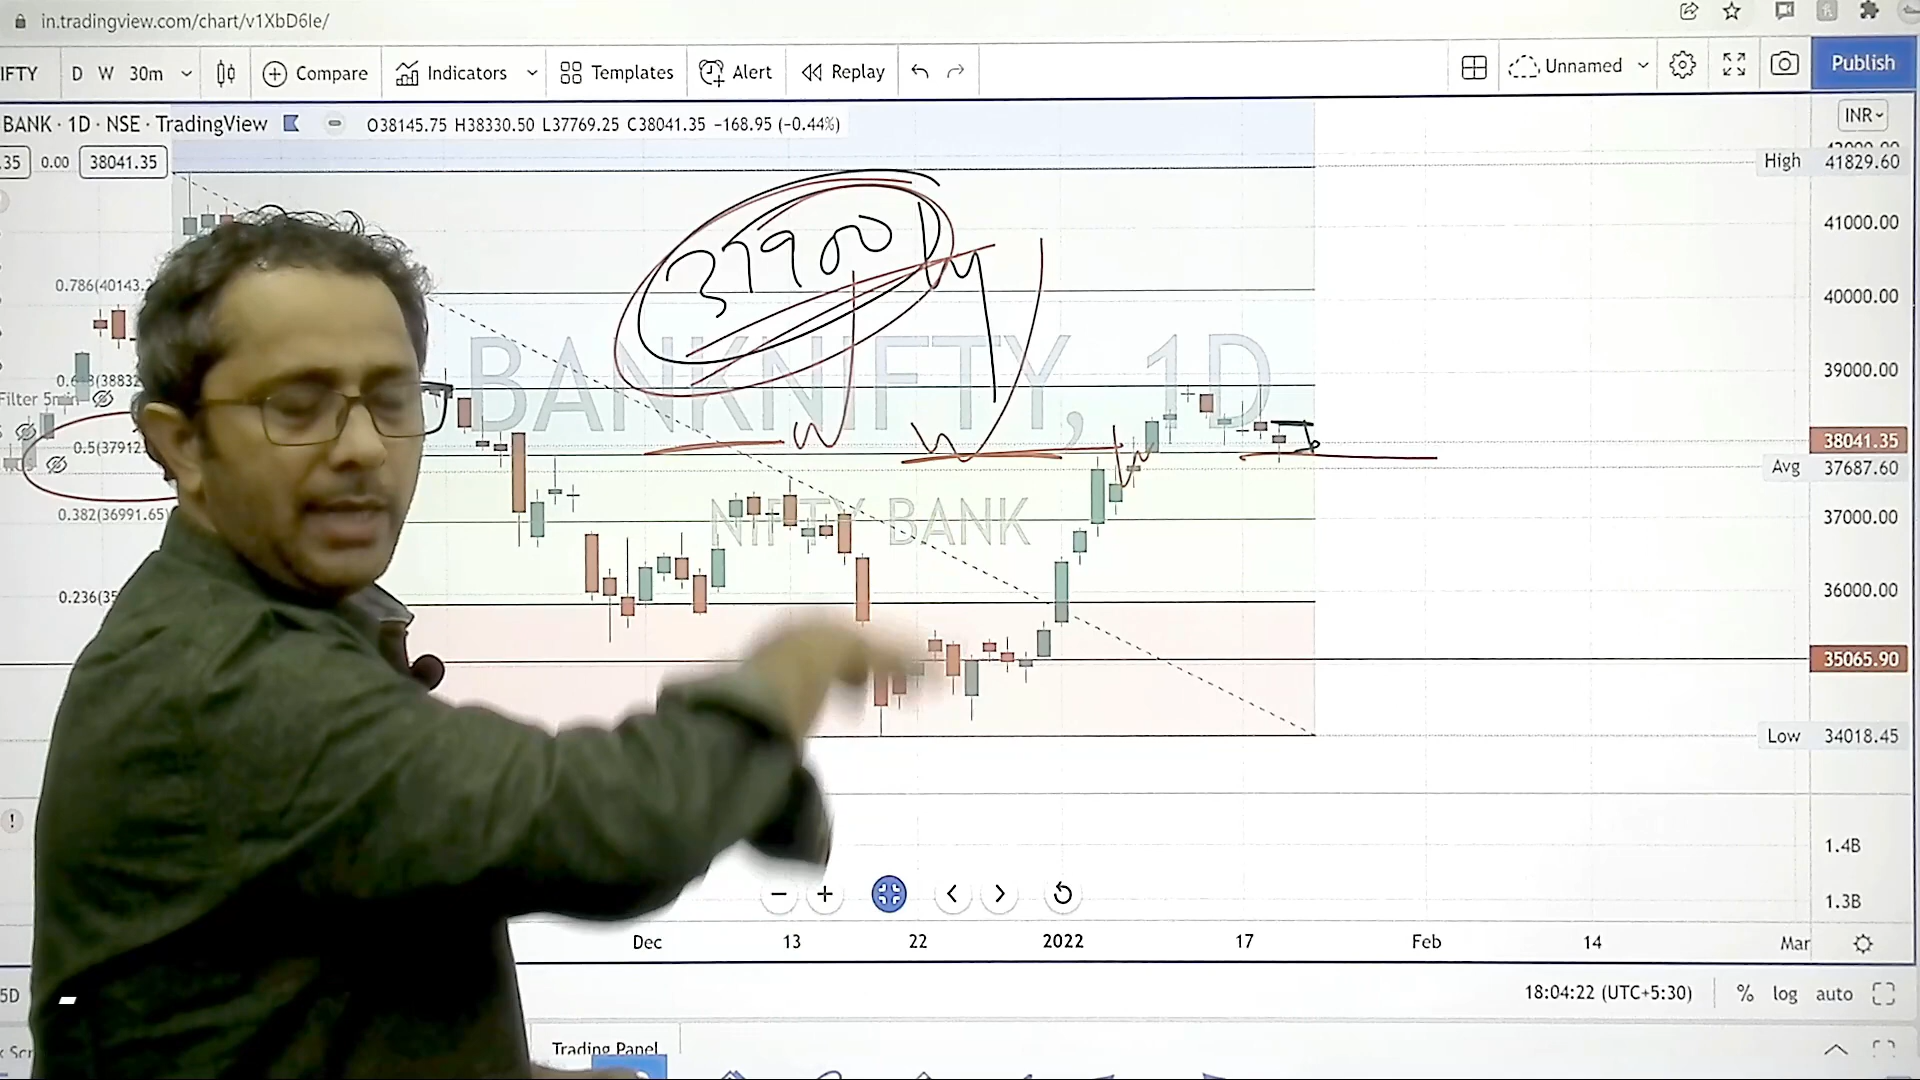 in.tradingview.com/chart/v1XbD6Ie/
IFTY D W 30m Compare Indicators Templates Alert Replay Unnamed Publish
BANK · 1D · NSE · TradingView O38145.75 H38330.50 L37769.25 C38041.35 −168.95 (−0.44%) INR
.35 0.00 38041.35
High 41829.60
41000.00
37900
0.786(40143.2
40000.00
BANKNIFTY, 1D
39000.00
Filter 5min
38041.35
0.5(37912
Avg 37687.60
0.382(36991.65)
NIFTY BANK
37000.00
0.236(35
36000.00
35065.90
Low 34018.45
1.4B
1.3B
Dec 13 22 2022 17 Feb 14 Mar
5D 18:04:22 (UTC+5:30) % log auto
Trading Panel